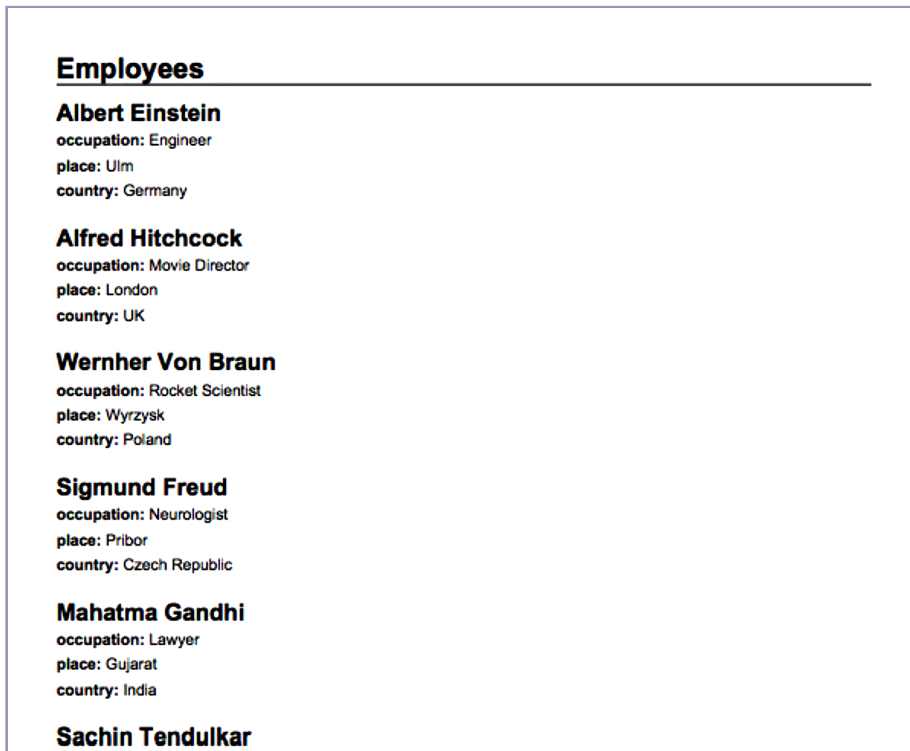 Employees
Albert Einstein
occupation: Engineer
place: Ulm
country: Germany
Alfred Hitchcock
occupation: Movie Director
place: London
country: UK
Wernher Von Braun
occupation: Rocket Scientist
place: Wyrzysk
country: Poland
Sigmund Freud
occupation: Neurologist
place: Pribor
country: Czech Republic
Mahatma Gandhi
occupation: Lawyer
place: Gujarat
country: India
Sachin Tendulkar